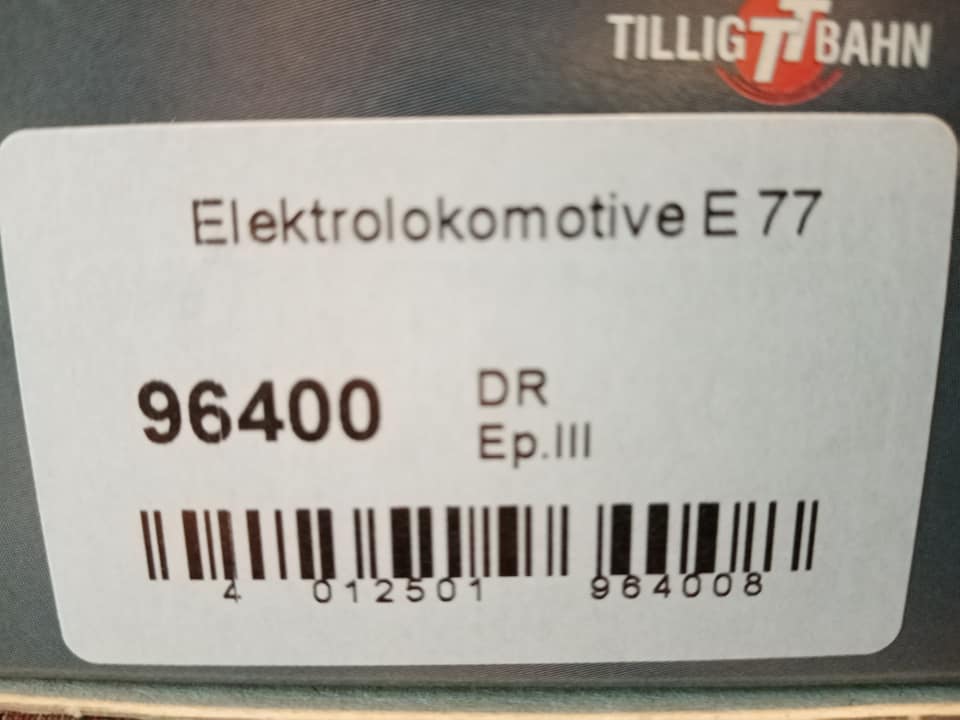 TILLIG TT BAHN
Elektrolokomotive E 77
96400
DR
Ep.III
4 012501 964008